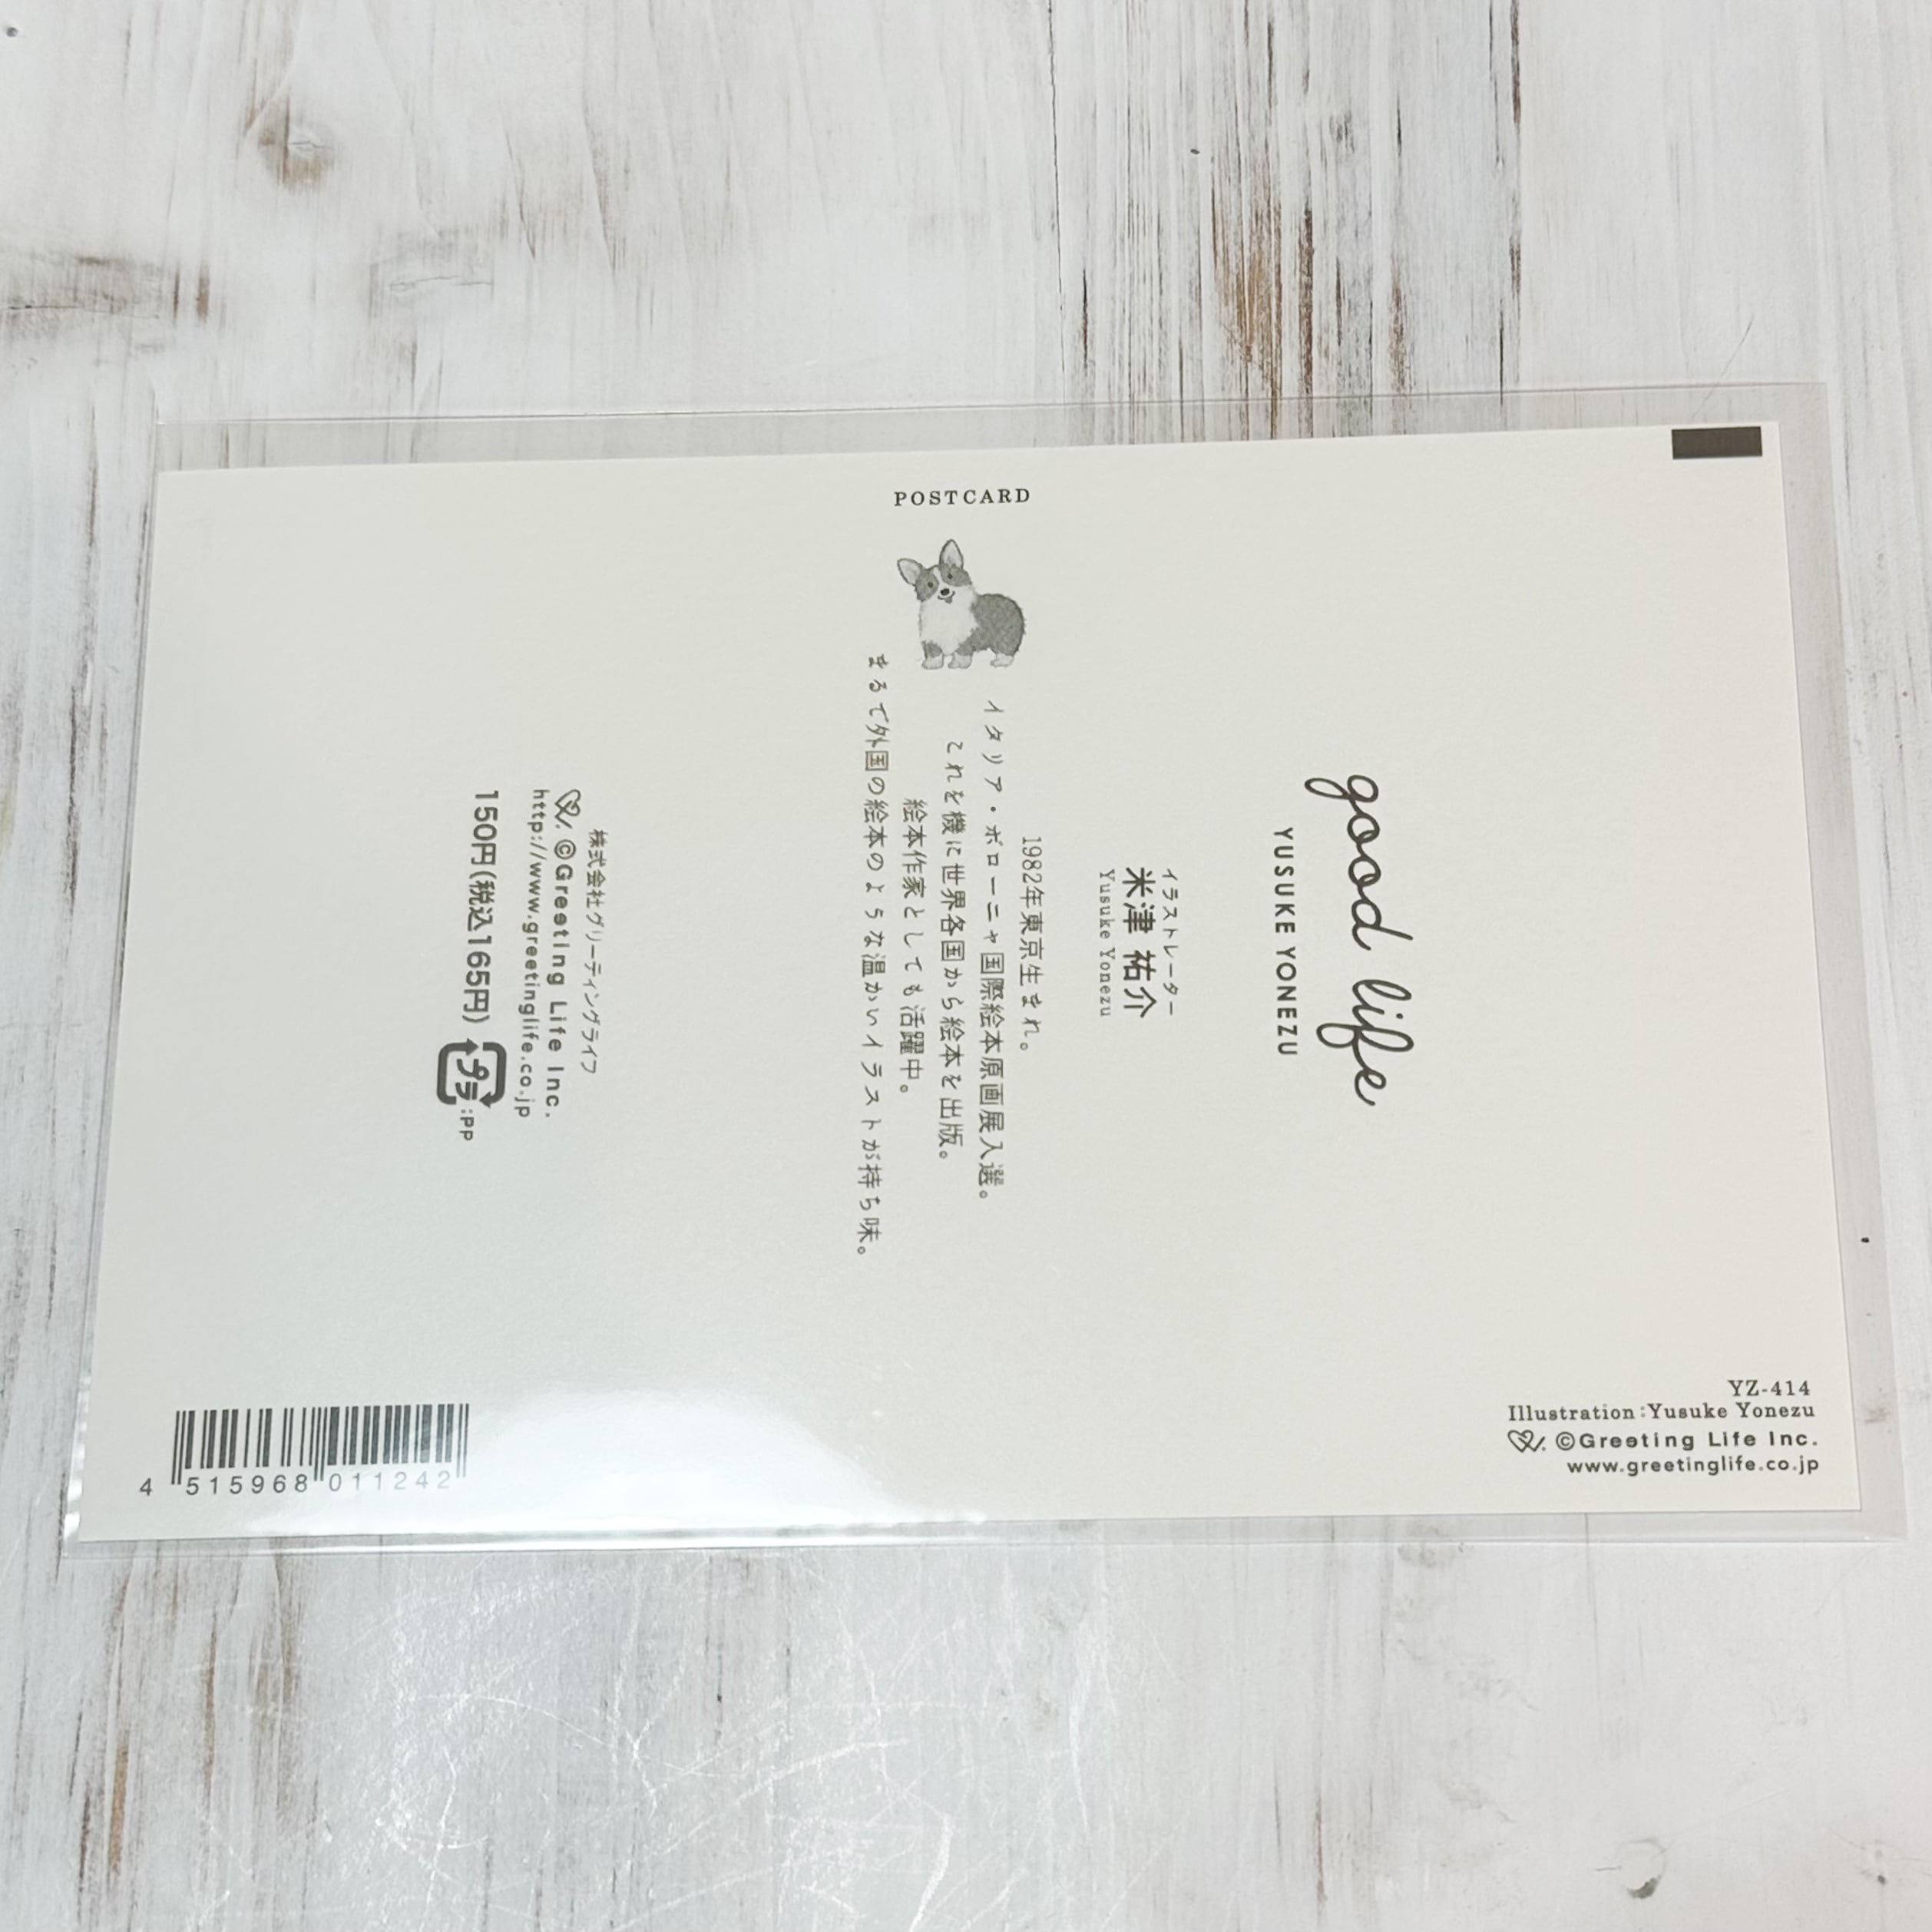 POSTCARD
good life
YUSUKE YONEZU
イラストレーター
米津 祐介
Yusuke Yonezu
1982年東京生まれ。
イタリア・ボローニャ国際絵本原画展入選。
これを機に世界各国から絵本を出版。
絵本作家としても活躍中。
まるで外国の絵本のような温かいイラストが持ち味。
株式会社グリーティングライフ
©Greeting Life Inc.
http://www.greetinglife.co.jp
150円(税込165円) プラ:PP
YZ-414
Illustration:Yusuke Yonezu
©Greeting Life Inc.
www.greetinglife.co.jp
4 515968 011242